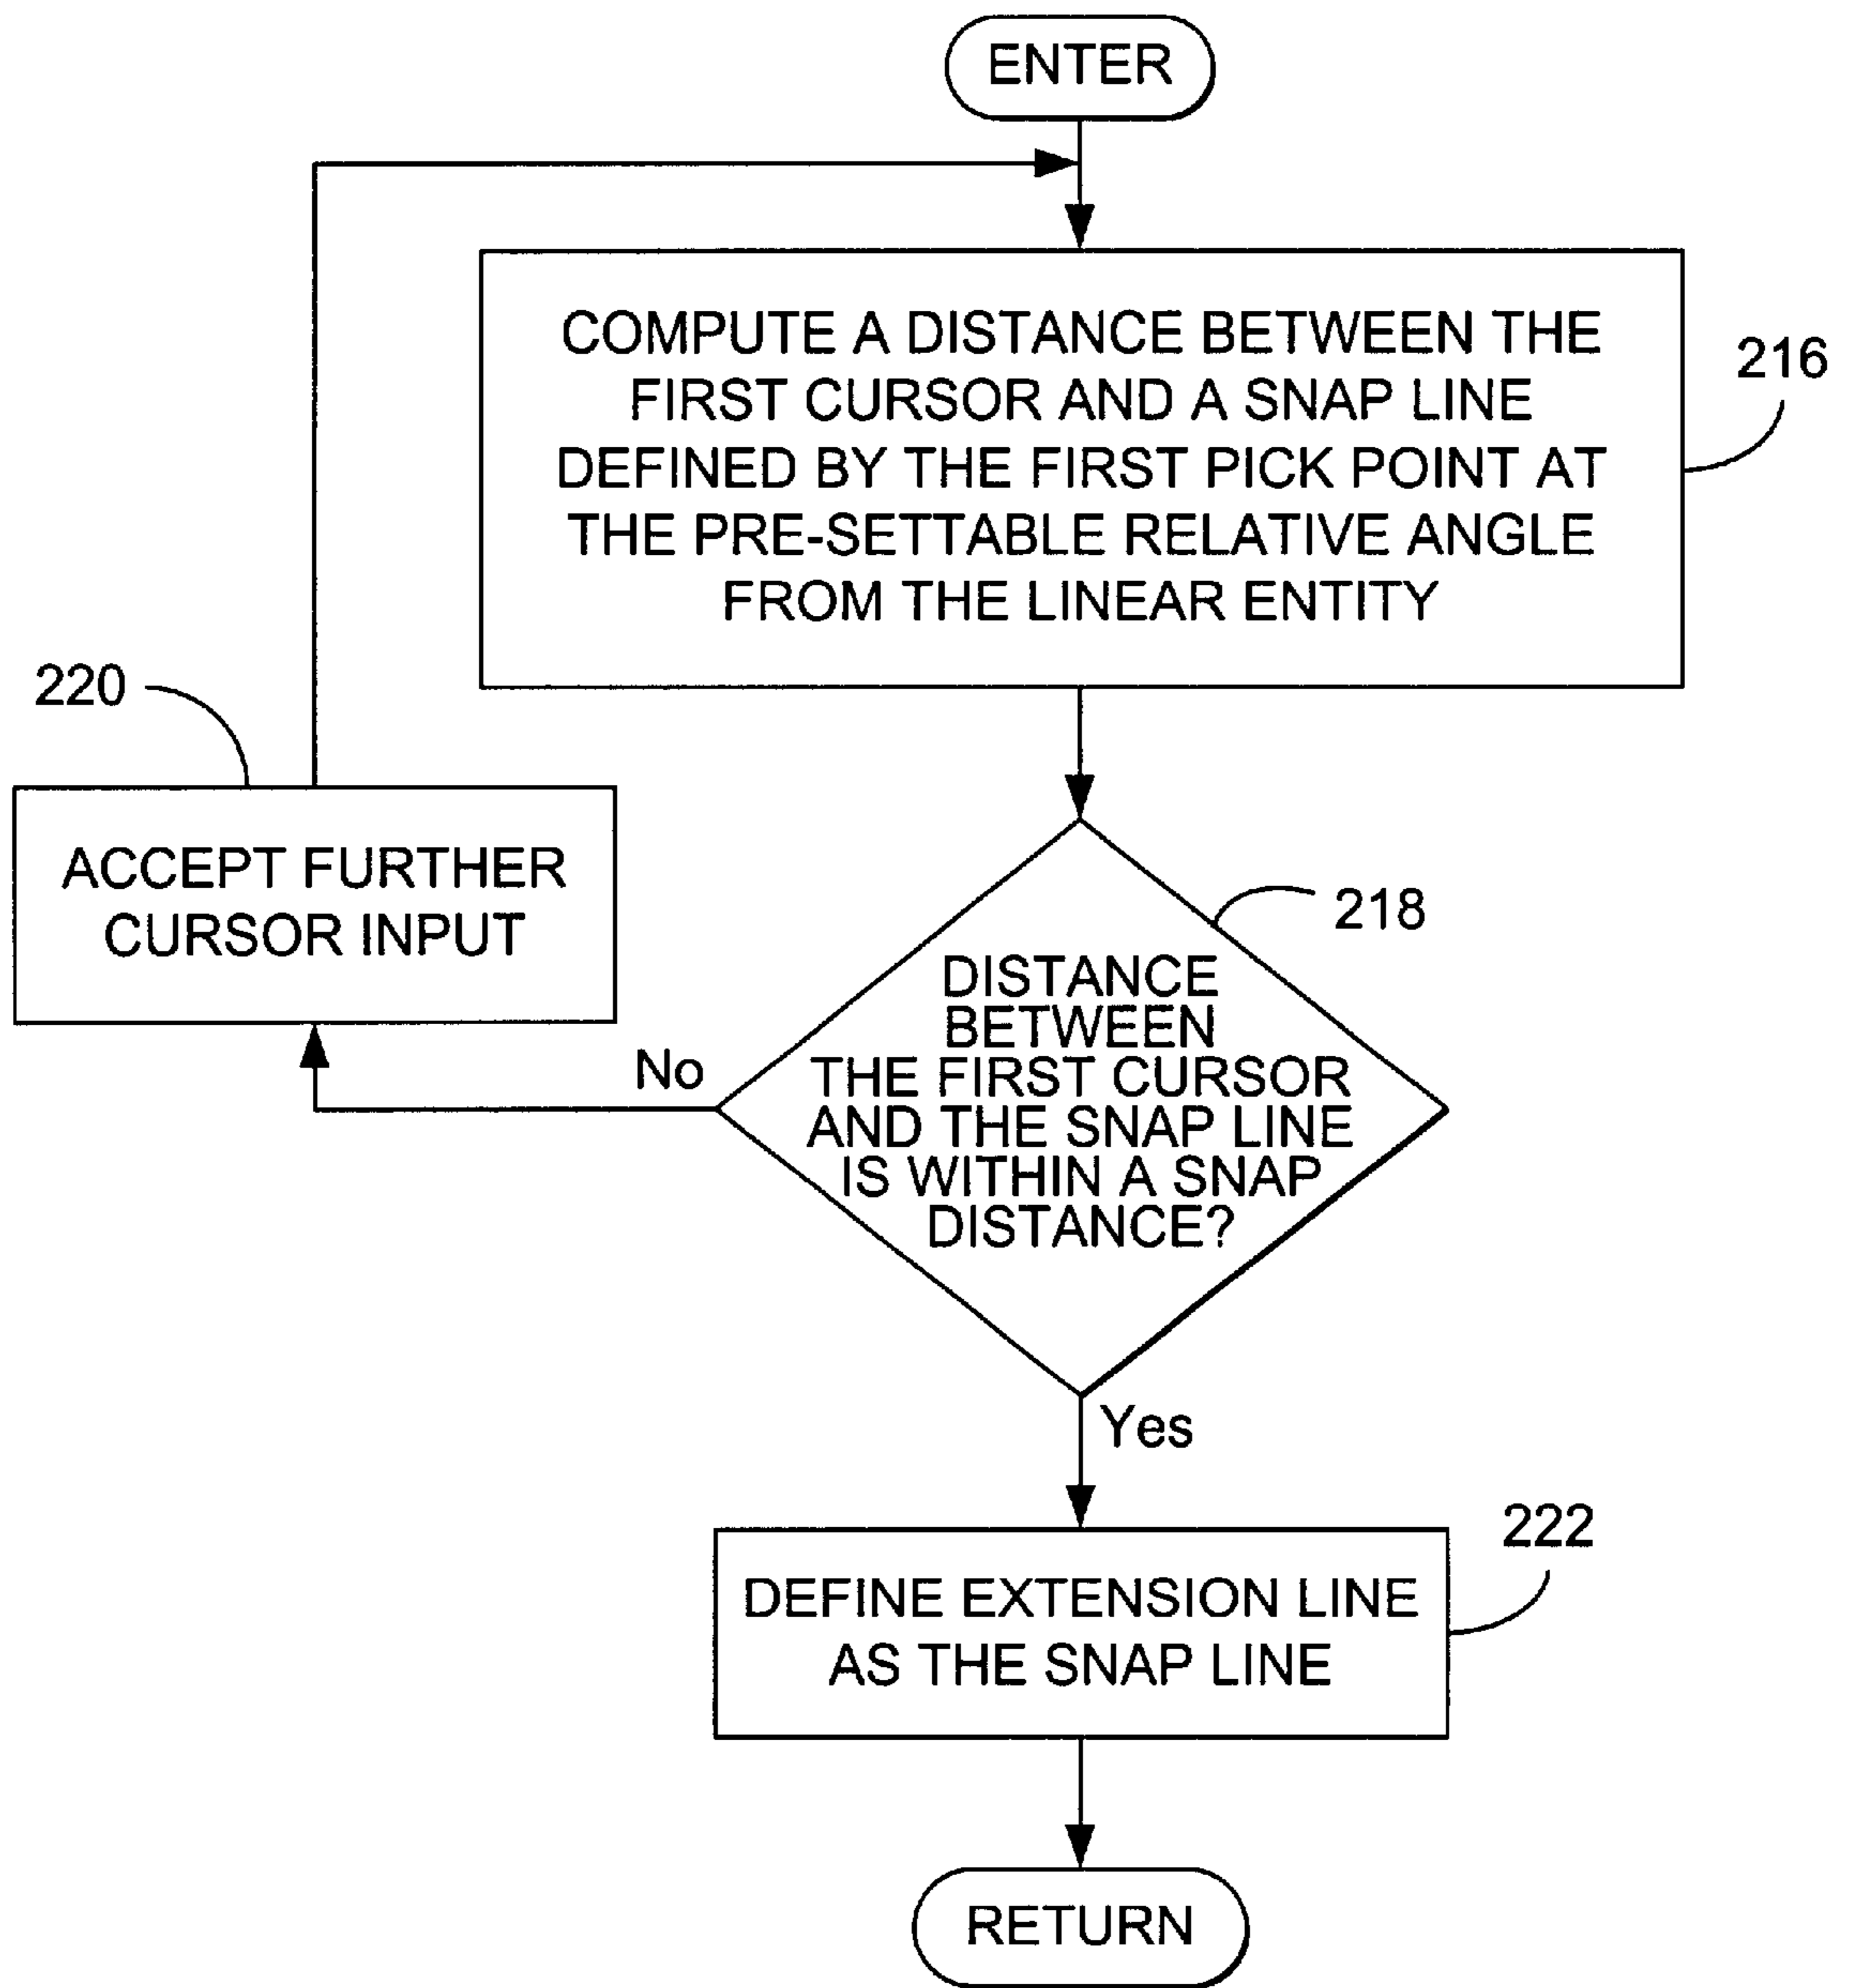 ENTER
COMPUTE A DISTANCE BETWEEN THE
FIRST CURSOR AND A SNAP LINE
DEFINED BY THE FIRST PICK POINT AT
THE PRE-SETTABLE RELATIVE ANGLE
FROM THE LINEAR ENTITY
216
220
ACCEPT FURTHER
CURSOR INPUT
218
DISTANCE
BETWEEN
THE FIRST CURSOR
AND THE SNAP LINE
IS WITHIN A SNAP
DISTANCE?
No
Yes
222
DEFINE EXTENSION LINE
AS THE SNAP LINE
RETURN